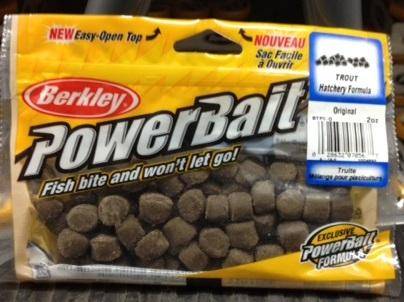 NEW Easy-Open Top
NOUVEAU
Sac Facile
à Ouvrir
Berkley
PowerBait
Fish bite and won't let go!
TROUT
Hatchery Formula
Original
2oz
Truite
EXCLUSIVE
PowerBait
FORMULA